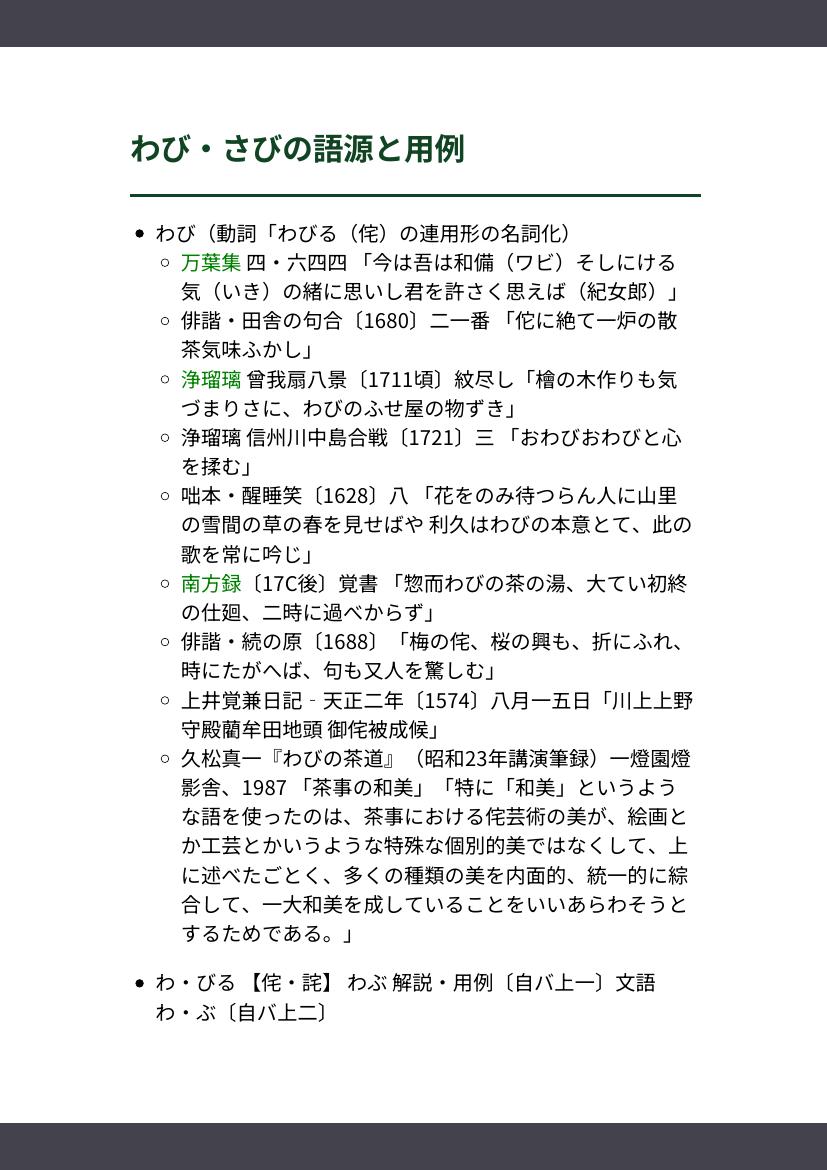 わび・さびの語源と用例
わび（動詞「わびる（侘）の連用形の名詞化）
万葉集 四・六四四 「今は吾は和備（ワビ）そしにける
気（いき）の緒に思いし君を許さく思えば（紀女郎）」
俳諧・田舎の句合〔1680〕二一番 「佗に絶て一炉の散
茶気味ふかし」
浄瑠璃 曾我扇八景〔1711頃〕紋尽し「檜の木作りも気
づまりさに、わびのふせ屋の物ずき」
浄瑠璃 信州川中島合戦〔1721〕三 「おわびおわびと心
を揉む」
咄本・醒睡笑〔1628〕八 「花をのみ待つらん人に山里
の雪間の草の春を見せばや 利久はわびの本意とて、此の
歌を常に吟じ」
南方録〔17C後〕覚書 「惣而わびの茶の湯、大てい初終
の仕廻、二時に過べからず」
俳諧・続の原〔1688〕「梅の侘、桜の興も、折にふれ、
時にたがへば、句も又人を驚しむ」
上井覚兼日記‐天正二年〔1574〕八月一五日「川上上野
守殿藺牟田地頭 御侘被成候」
久松真一『わびの茶道』（昭和23年講演筆録）一燈園燈
影舎、1987 「茶事の和美」「特に「和美」というよう
な語を使ったのは、茶事における侘芸術の美が、絵画と
か工芸とかいうような特殊な個別的美ではなくして、上
に述べたごとく、多くの種類の美を内面的、統一的に綜
合して、一大和美を成していることをいいあらわそうと
するためである。」
わ・びる 【侘・詫】 わぶ 解説・用例〔自バ上一〕文語
わ・ぶ〔自バ上二〕